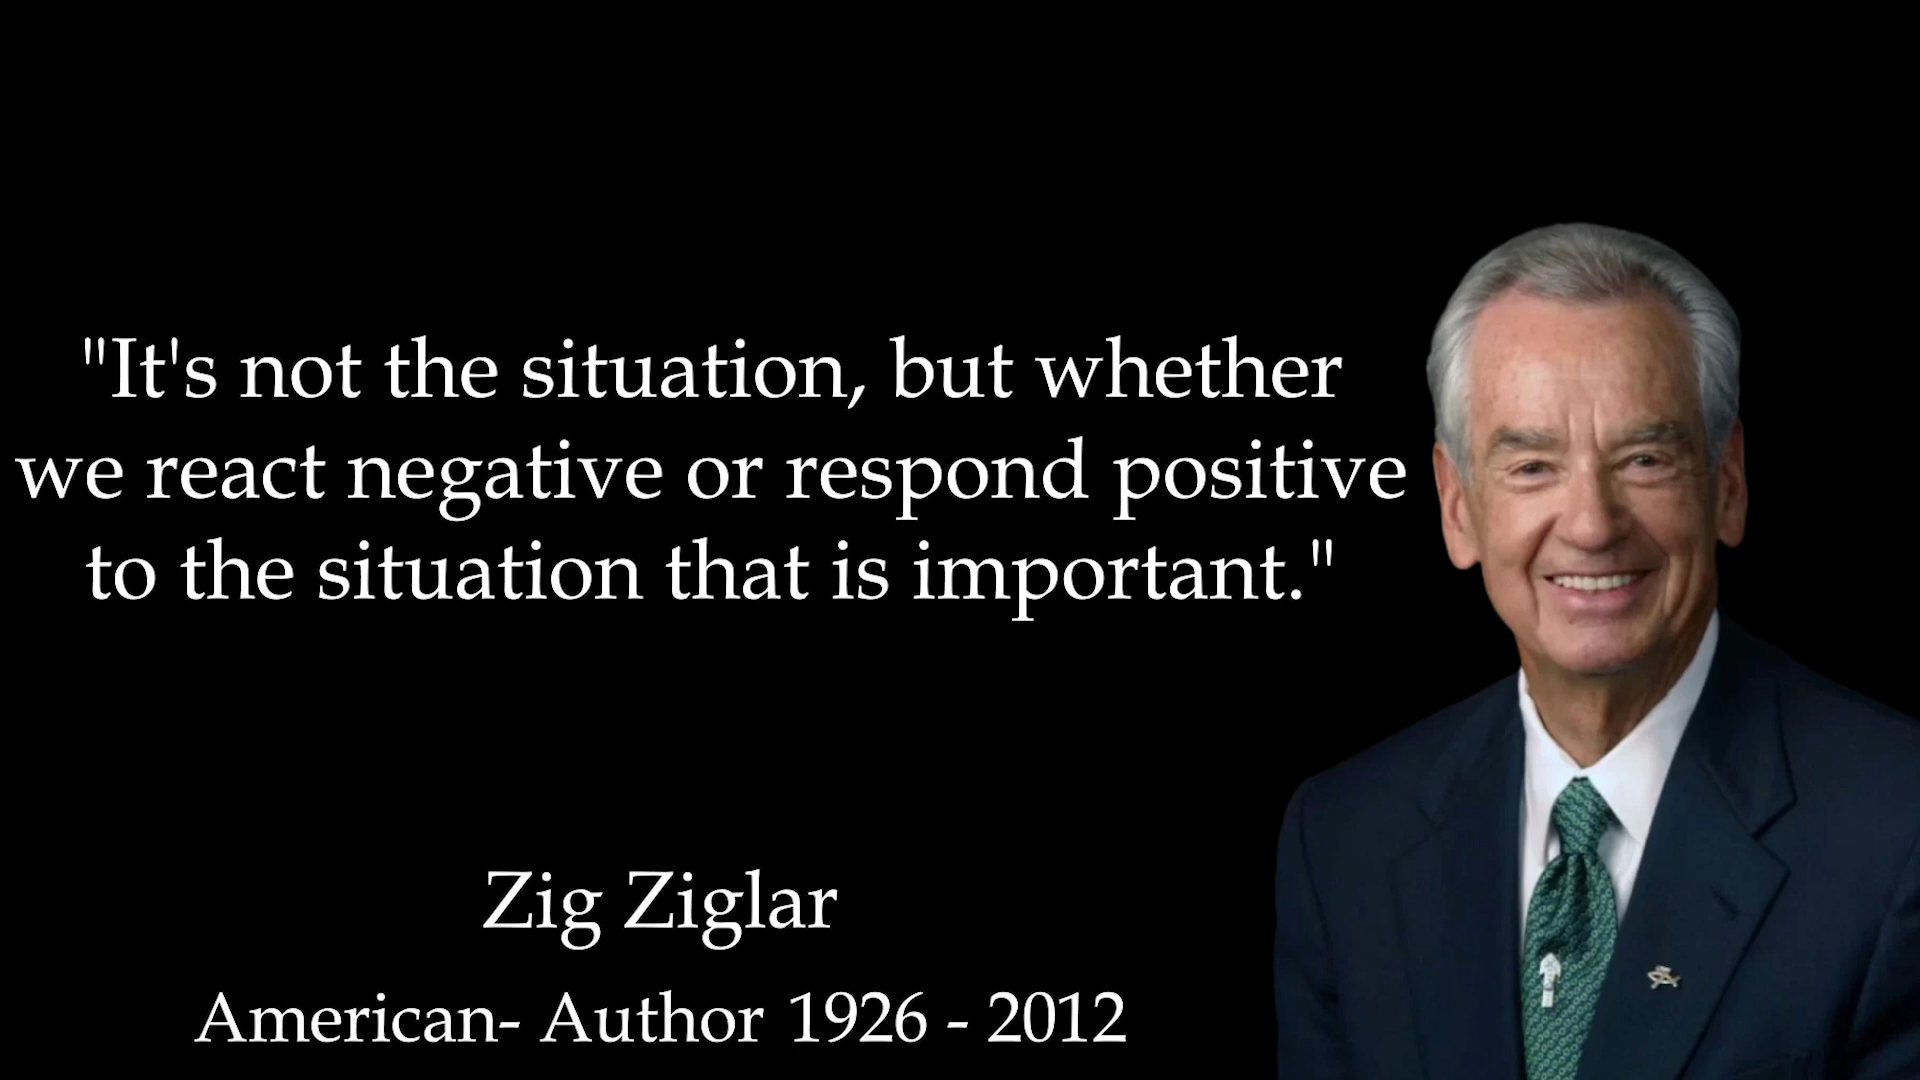 "It's not the situation, but whether
we react negative or respond positive
to the situation that is important."
Zig Ziglar
American- Author 1926 - 2012